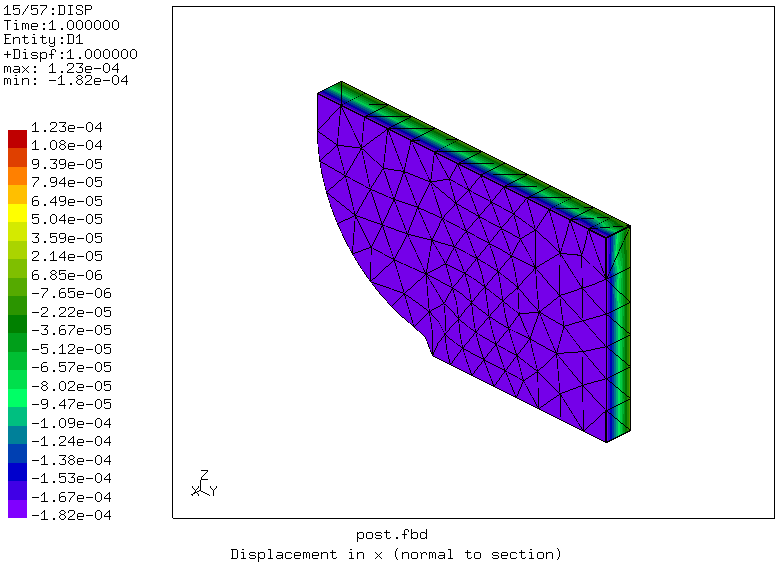 15/57:DISP
Time:1.000000
Entity:D1
+Dispf:1.000000
max: 1.23e-04
min: -1.82e-04
1.23e-04
1.08e-04
9.39e-05
7.94e-05
6.49e-05
5.04e-05
3.59e-05
2.14e-05
6.85e-06
-7.65e-06
-2.22e-05
-3.67e-05
-5.12e-05
-6.57e-05
-8.02e-05
-9.47e-05
-1.09e-04
-1.24e-04
-1.38e-04
-1.53e-04
-1.67e-04
-1.82e-04
Z
X Y
post.fbd
Displacement in x (normal to section)